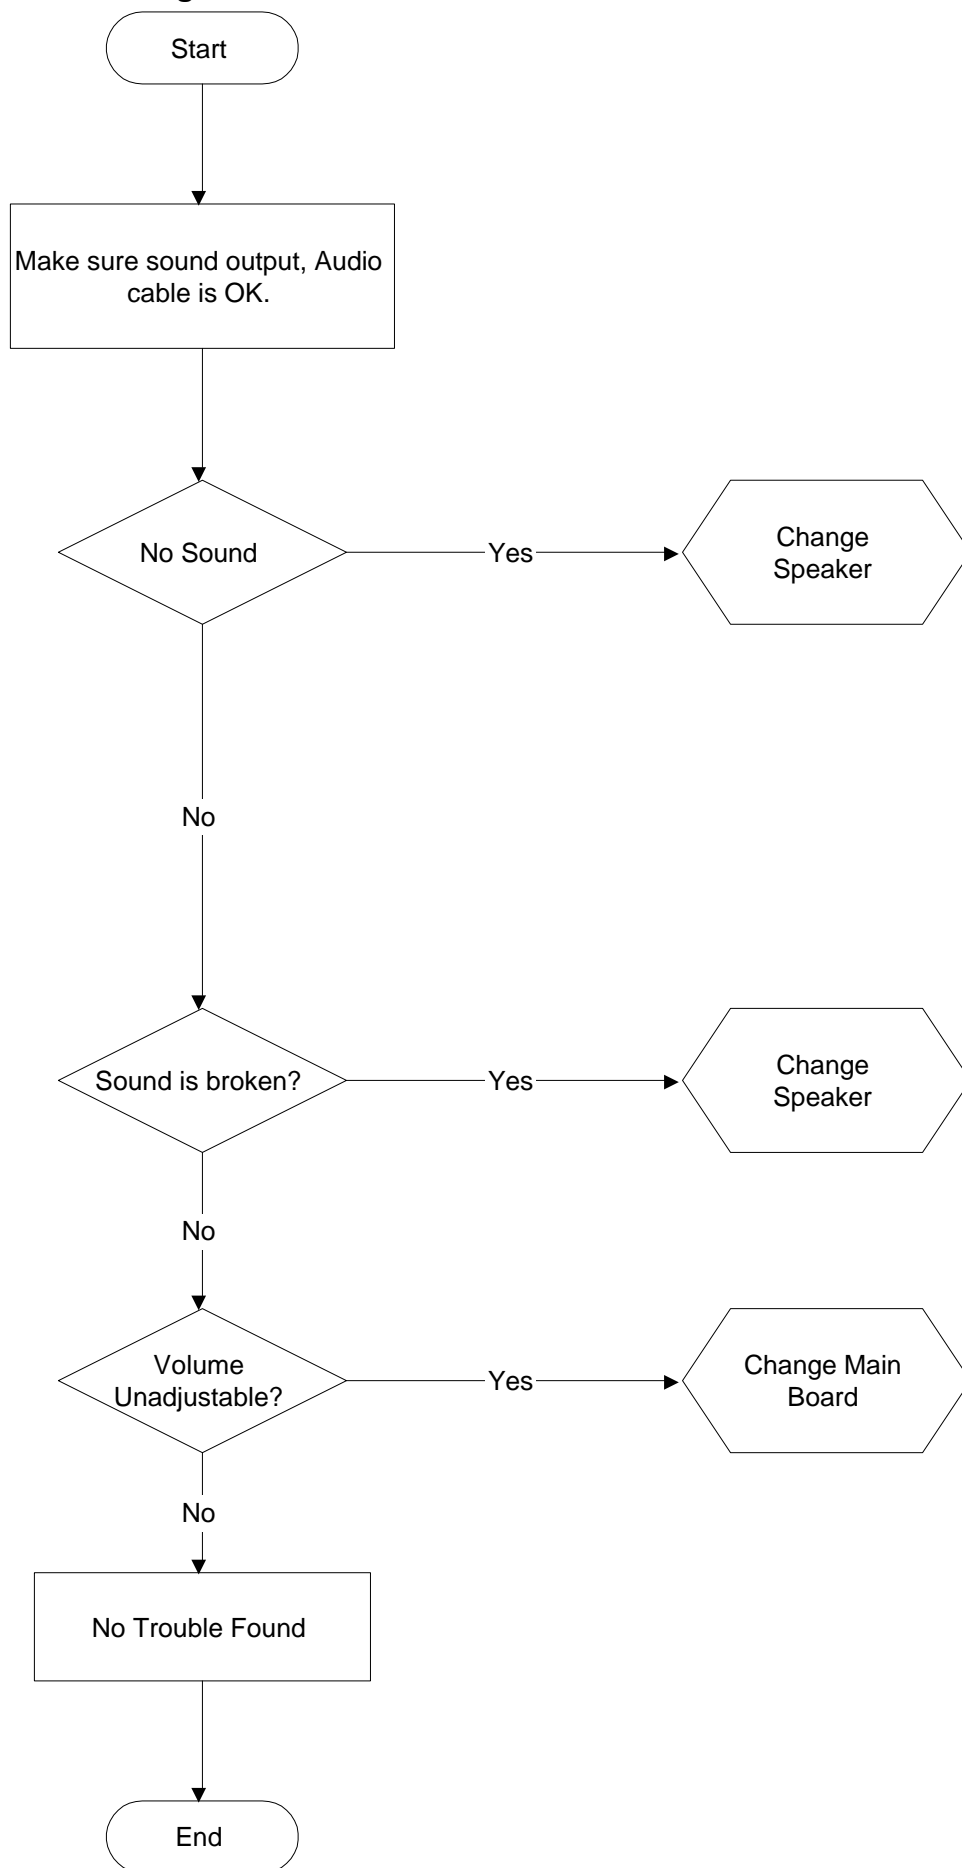 Start
Make sure sound output, Audio
cable is OK.
No Sound
Yes
Change
Speaker
No
Sound is broken?
Yes
Change
Speaker
No
Volume
Unadjustable?
Yes
Change Main
Board
No
No Trouble Found
End